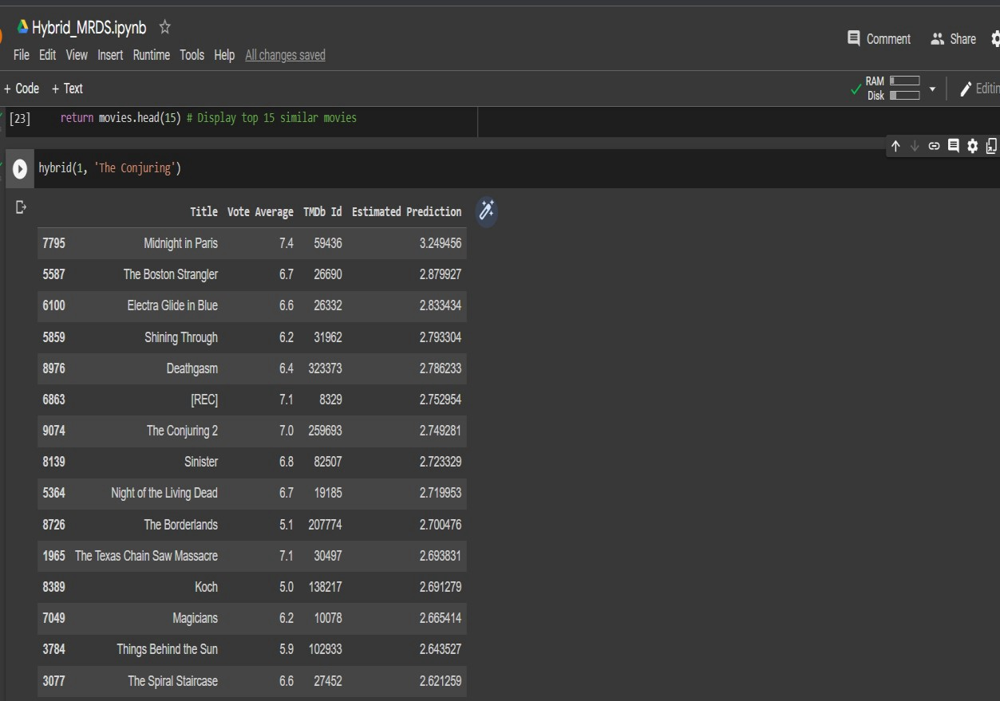 Hybrid_MRDS.ipynb
Comment Share
File Edit View Insert Runtime Tools Help All changes saved
+ Code + Text
RAM
Disk
Editin
[23] return movies.head(15) # Display top 15 similar movies
hybrid(1, 'The Conjuring')
Title Vote Average TMDb Id Estimated Prediction
7795 Midnight in Paris 7.4 59436 3.249456
5587 The Boston Strangler 6.7 26690 2.879927
6100 Electra Glide in Blue 6.6 26332 2.833434
5859 Shining Through 6.2 31962 2.793304
8976 Deathgasm 6.4 323373 2.786233
6863 [REC] 7.1 8329 2.752954
9074 The Conjuring 2 7.0 259693 2.749281
8139 Sinister 6.8 82507 2.723329
5364 Night of the Living Dead 6.7 19185 2.719953
8726 The Borderlands 5.1 207774 2.700476
1965 The Texas Chain Saw Massacre 7.1 30497 2.693831
8389 Koch 5.0 138217 2.691279
7049 Magicians 6.2 10078 2.665414
3784 Things Behind the Sun 5.9 102933 2.643527
3077 The Spiral Staircase 6.6 27452 2.621259